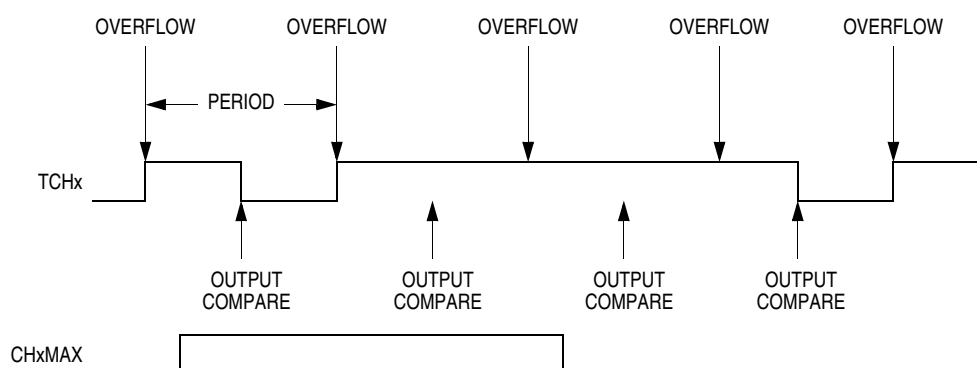 OVERFLOW OVERFLOW OVERFLOW OVERFLOW OVERFLOW
PERIOD
TCHx
OUTPUT COMPARE
OUTPUT COMPARE
OUTPUT COMPARE
OUTPUT COMPARE
CHxMAX